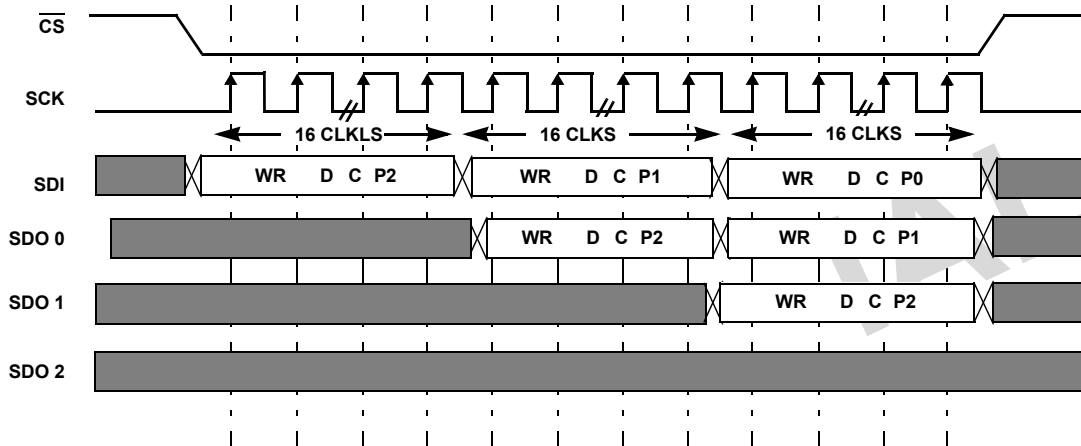 CS
SCK
16 CLKLS 16 CLKS 16 CLKS
SDI WR D C P2 WR D C P1 WR D C P0
SDO 0 WR D C P2 WR D C P1
SDO 1 WR D C P2
SDO 2